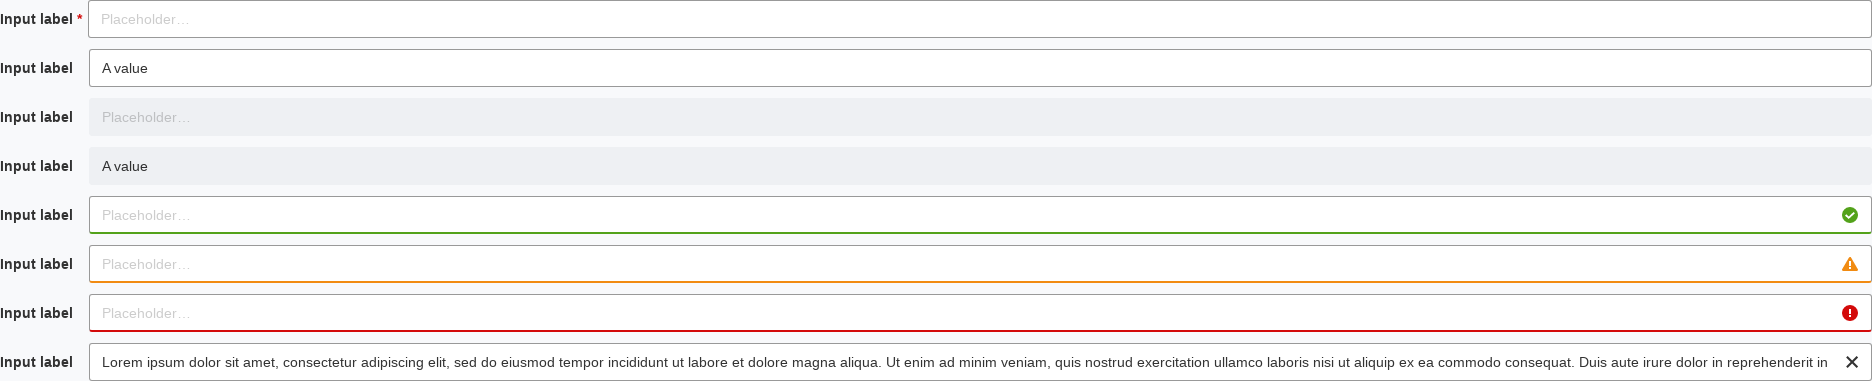 Input label * Placeholder…
Input label A value
Input label Placeholder…
Input label A value
Input label Placeholder…
Input label Placeholder…
Input label Placeholder…
Input label Lorem ipsum dolor sit amet, consectetur adipiscing elit, sed do eiusmod tempor incididunt ut labore et dolore magna aliqua. Ut enim ad minim veniam, quis nostrud exercitation ullamco laboris nisi ut aliquip ex ea commodo consequat. Duis aute irure dolor in reprehenderit in